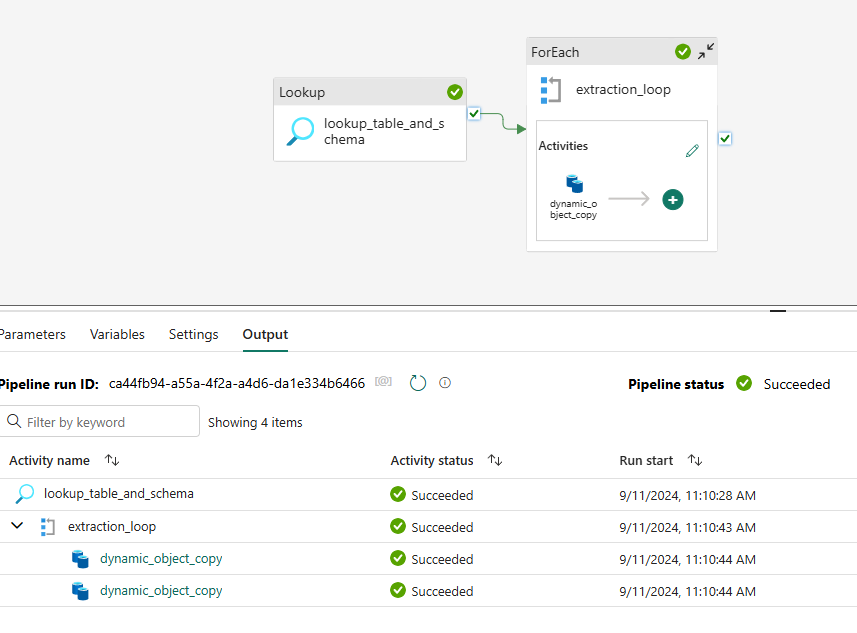 Lookup
lookup_table_and_s
chema
ForEach
extraction_loop
Activities
dynamic_o
bject_copy
Parameters Variables Settings Output
Pipeline run ID: ca44fb94-a55a-4f2a-a4d6-da1e334b6466 [@] Pipeline status Succeeded
Filter by keyword Showing 4 items
Activity name Activity status Run start
lookup_table_and_schema Succeeded 9/11/2024, 11:10:28 AM
extraction_loop Succeeded 9/11/2024, 11:10:43 AM
dynamic_object_copy Succeeded 9/11/2024, 11:10:44 AM
dynamic_object_copy Succeeded 9/11/2024, 11:10:44 AM